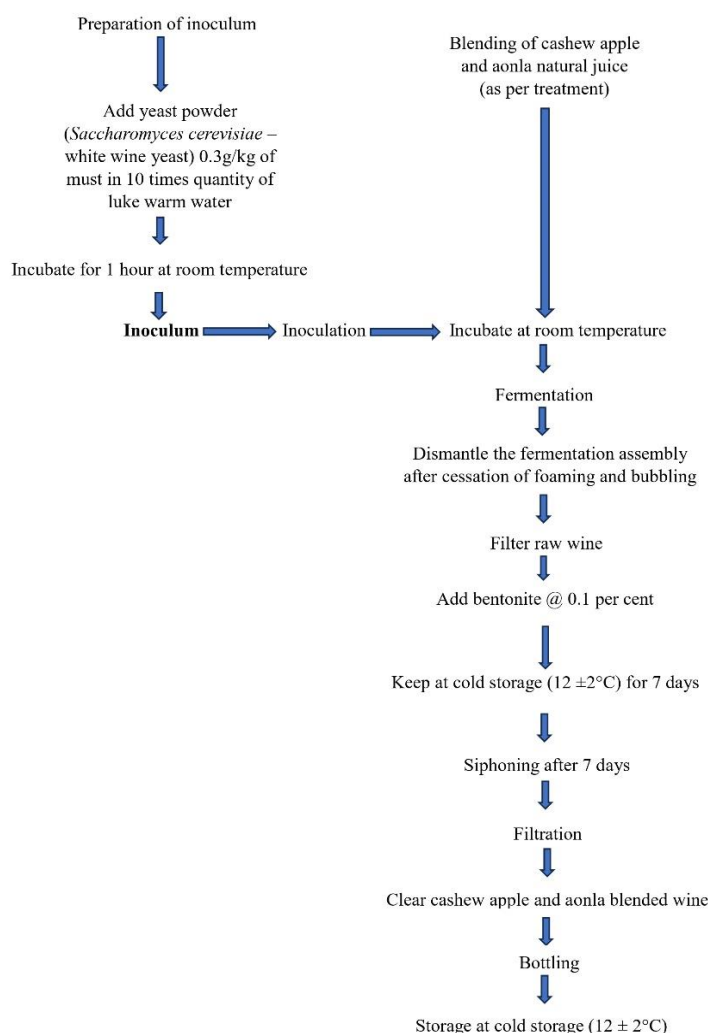 Preparation of inoculum
Add yeast powder
(Saccharomyces cerevisiae –
white wine yeast) 0.3g/kg of
must in 10 times quantity of
luke warm water
Incubate for 1 hour at room temperature
Blending of cashew apple
and aonla natural juice
(as per treatment)
Inoculum
Inoculation
Incubate at room temperature
Fermentation
Dismantle the fermentation assembly
after cessation of foaming and bubbling
Filter raw wine
Add bentonite @ 0.1 per cent
Keep at cold storage (12 ±2°C) for 7 days
Siphoning after 7 days
Filtration
Clear cashew apple and aonla blended wine
Bottling
Storage at cold storage (12 ± 2°C)